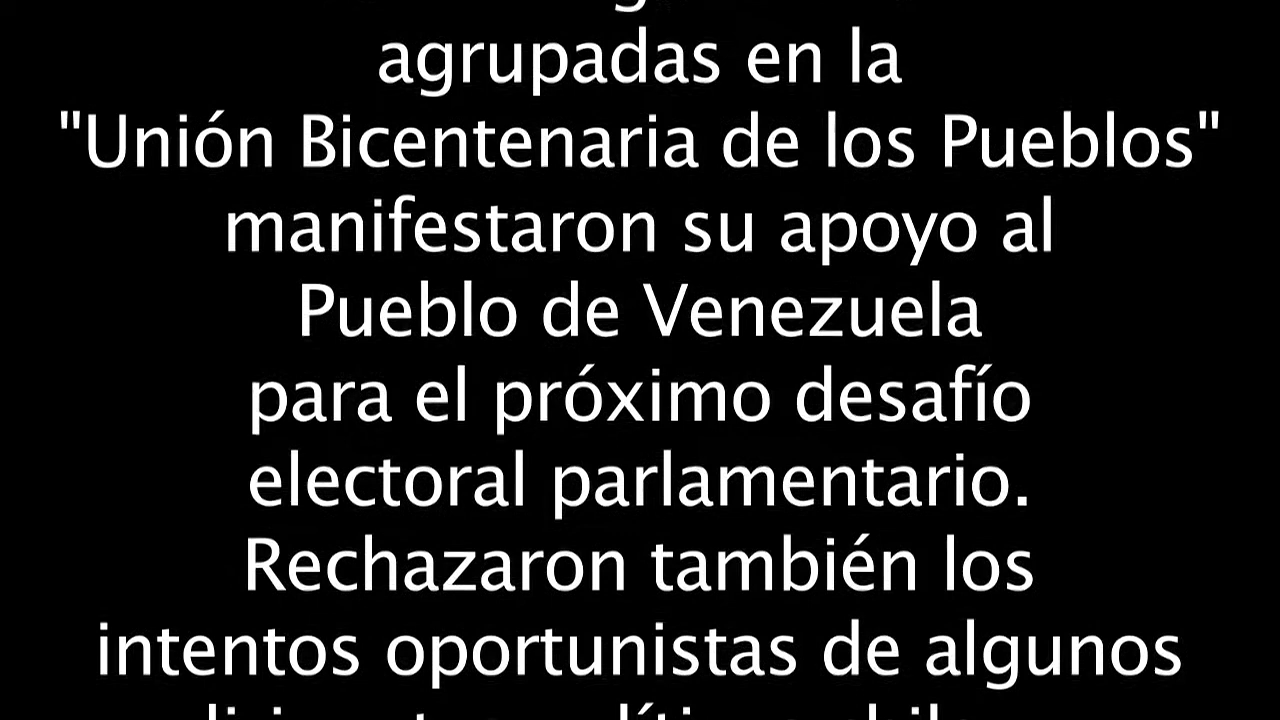 agrupadas en la
"Unión Bicentenaria de los Pueblos"
manifestaron su apoyo al
Pueblo de Venezuela
para el próximo desafío
electoral parlamentario.
Rechazaron también los
intentos oportunistas de algunos